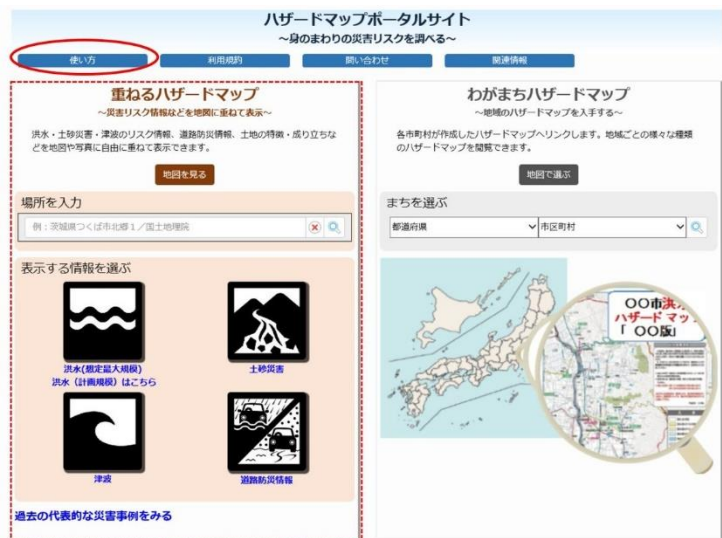 ハザードマップポータルサイト
～身のまわりの災害リスクを調べる～
使い方
利用規約
問い合わせ
関連情報
重ねるハザードマップ
～災害リスク情報などを地図に重ねて表示～
洪水・土砂災害・津波のリスク情報、道路防災情報、土地の特徴・成り立ちな
どを地図や写真に自由に重ねて表示できます。
地図を見る
場所を入力
例：茨城県つくば市北郷１／国土地理院
表示する情報を選ぶ
洪水(想定最大規模)
洪水（計画規模）はこちら
土砂災害
津波
道路防災情報
過去の代表的な災害事例をみる
わがまちハザードマップ
～地域のハザードマップを入手する～
各市町村が作成したハザードマップへリンクします。地域ごとの様々な種類
のハザードマップを閲覧できます。
地図で選ぶ
まちを選ぶ
都道府県
市区町村
〇〇市洪水
ハザード マップ
「 〇〇版」